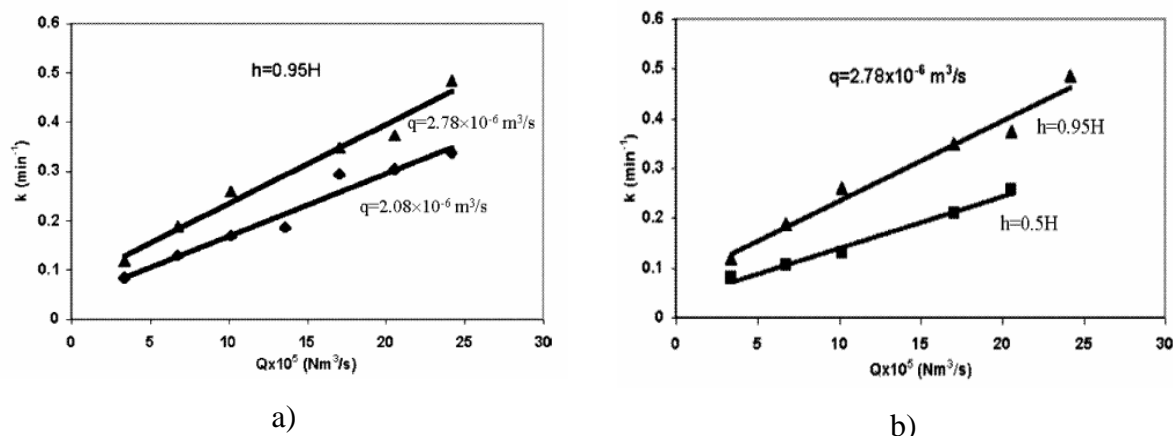 0.6
0.5
0.4
0.3
0.2
0.1
0
k (min⁻¹)
h=0.95H
q=2.78×10⁻⁶ m³/s
q=2.08×10⁻⁶ m³/s
0 5 10 15 20 25 30
Qx10⁵ (Nm³/s)
a)
0.6
0.5
0.4
0.3
0.2
0.1
0
k (min⁻¹)
q=2.78x10⁻⁶ m³/s
h=0.95H
h=0.5H
0 5 10 15 20 25 30
Qx10⁵ (Nm³/s)
b)